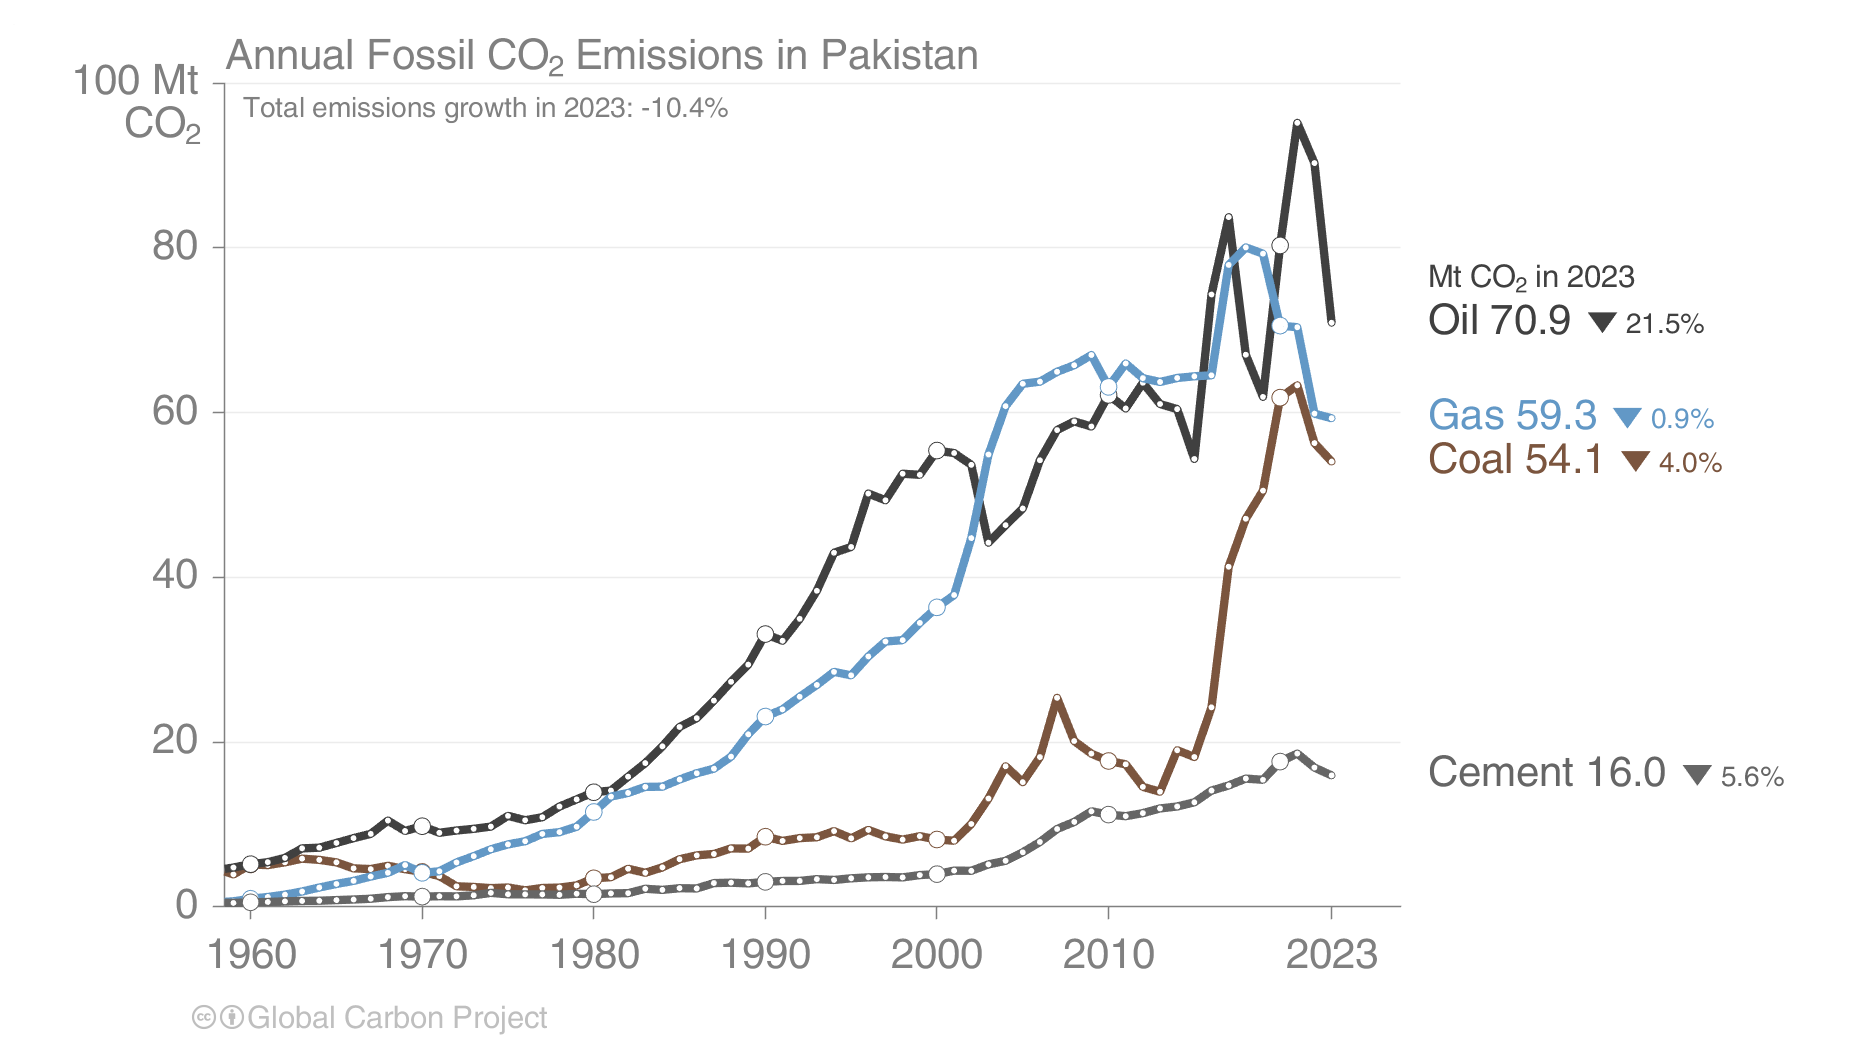 Annual Fossil CO₂ Emissions in Pakistan
100 Mt
CO₂
Total emissions growth in 2023: -10.4%
80
60
40
20
0
1960 1970 1980 1990 2000 2010 2023
Mt CO₂ in 2023
Oil 70.9 ▼ 21.5%
Gas 59.3 ▼ 0.9%
Coal 54.1 ▼ 4.0%
Cement 16.0 ▼ 5.6%
cc Global Carbon Project